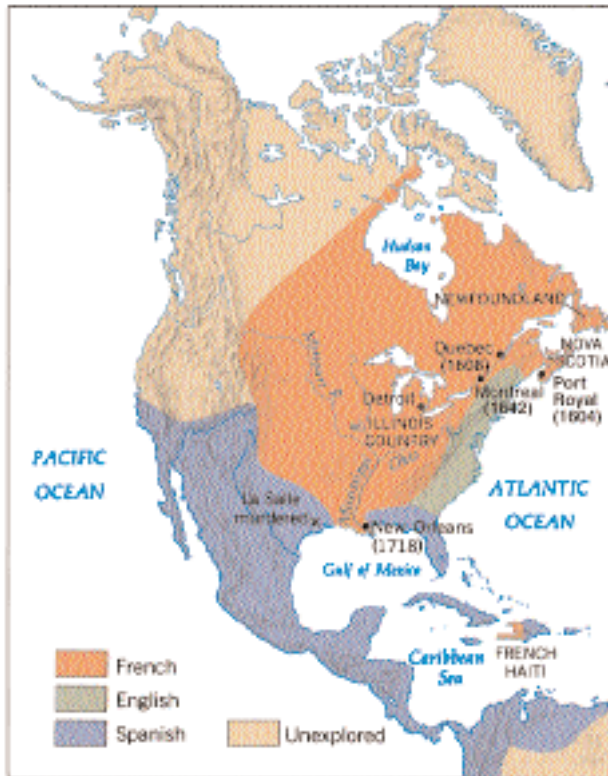 Hudson
Bay
NEWFOUNDLAND
Quebec
(1608)
NOVA
SCOTIA
Montreal
(1642)
Port
Royal
(1604)
Detroit
ILLINOIS
COUNTRY
Ohio
PACIFIC
OCEAN
ATLANTIC
OCEAN
La Salle
murdered x
New Orleans
(1718)
Gulf of Mexico
Caribbean
Sea
FRENCH
HAITI
French
English
Spanish
Unexplored